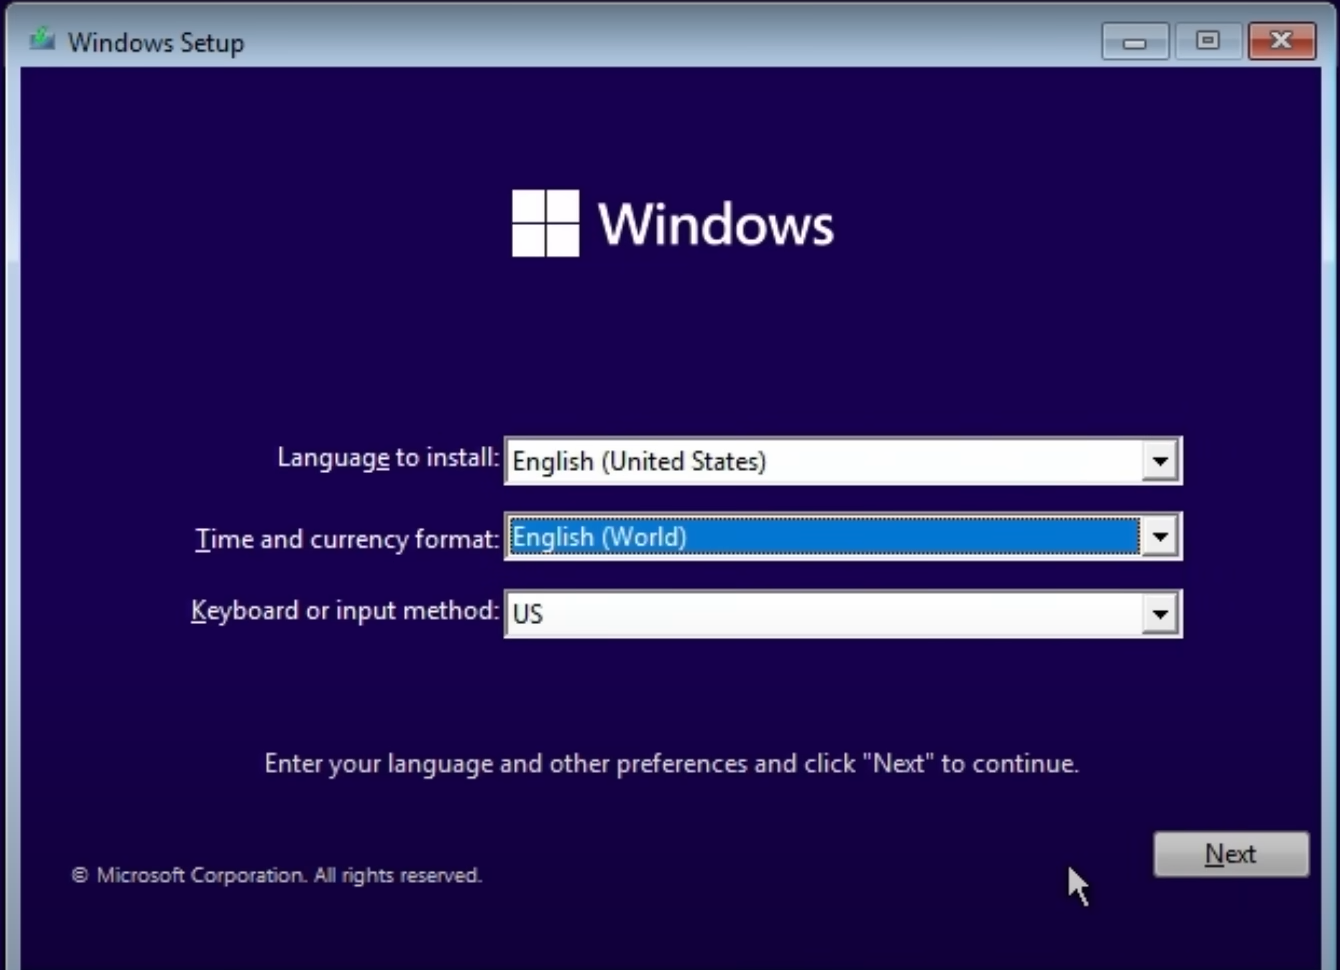 Windows Setup
Windows
Language to install: English (United States)
Time and currency format: English (World)
Keyboard or input method: US
Enter your language and other preferences and click "Next" to continue.
Next
© Microsoft Corporation. All rights reserved.